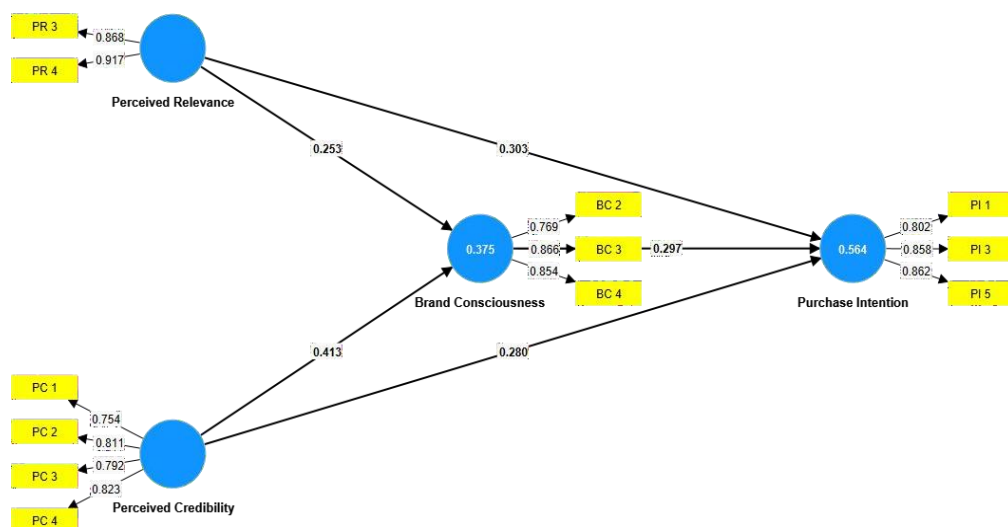 PR 3
0.868
0.917
PR 4
Perceived Relevance
0.253
0.303
BC 2
0.769
0.375
0.866
BC 3
0.297
0.854
BC 4
Brand Consciousness
PI 1
0.802
0.564
0.858
PI 3
0.862
PI 5
Purchase Intention
0.413
0.280
PC 1
0.754
PC 2
0.811
0.792
PC 3
0.823
PC 4
Perceived Credibility